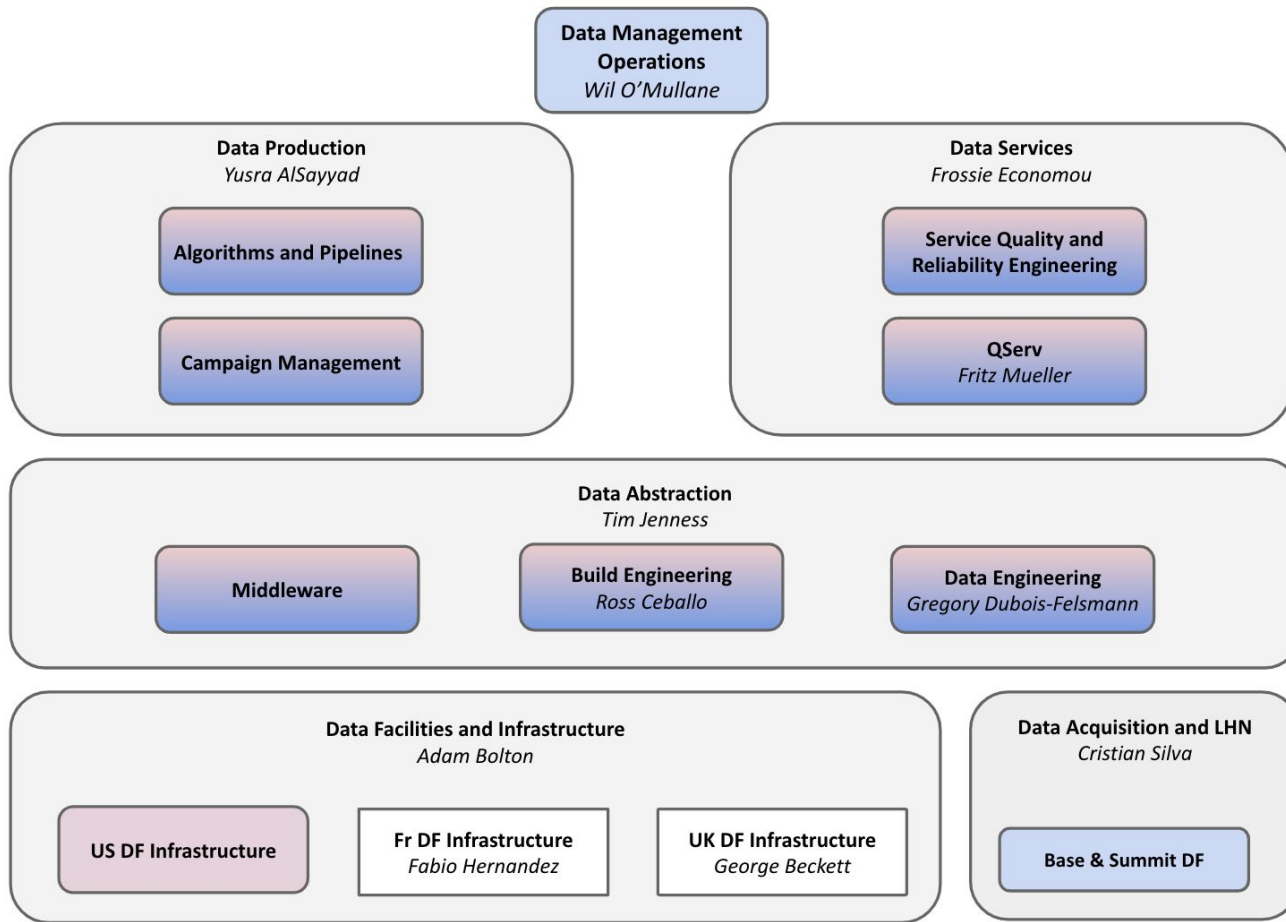 Data Management
Operations
Wil O’Mullane
Data Production
Yusra AlSayyad
Algorithms and Pipelines
Campaign Management
Data Services
Frossie Economou
Service Quality and
Reliability Engineering
QServ
Fritz Mueller
Data Abstraction
Tim Jenness
Middleware
Build Engineering
Ross Ceballo
Data Engineering
Gregory Dubois-Felsmann
Data Facilities and Infrastructure
Adam Bolton
US DF Infrastructure
Fr DF Infrastructure
Fabio Hernandez
UK DF Infrastructure
George Beckett
Data Acquisition and LHN
Cristian Silva
Base & Summit DF